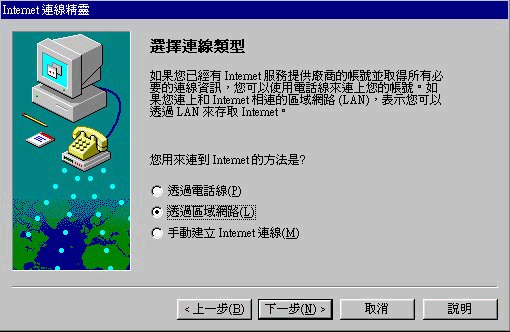 Internet 連線精靈
選擇連線類型
如果您已經有 Internet 服務提供廠商的帳號並取得所有必
要的連線資訊，您可以使用電話線來連上您的帳號。如
果您連上和 Internet 相連的區域網路 (LAN)，表示您可以
透過 LAN 來存取 Internet。
您用來連到 Internet 的方法是?
透過電話線(P)
透過區域網路(L)
手動建立 Internet 連線(M)
< 上一步(B) 下一步(N) > 取消 說明